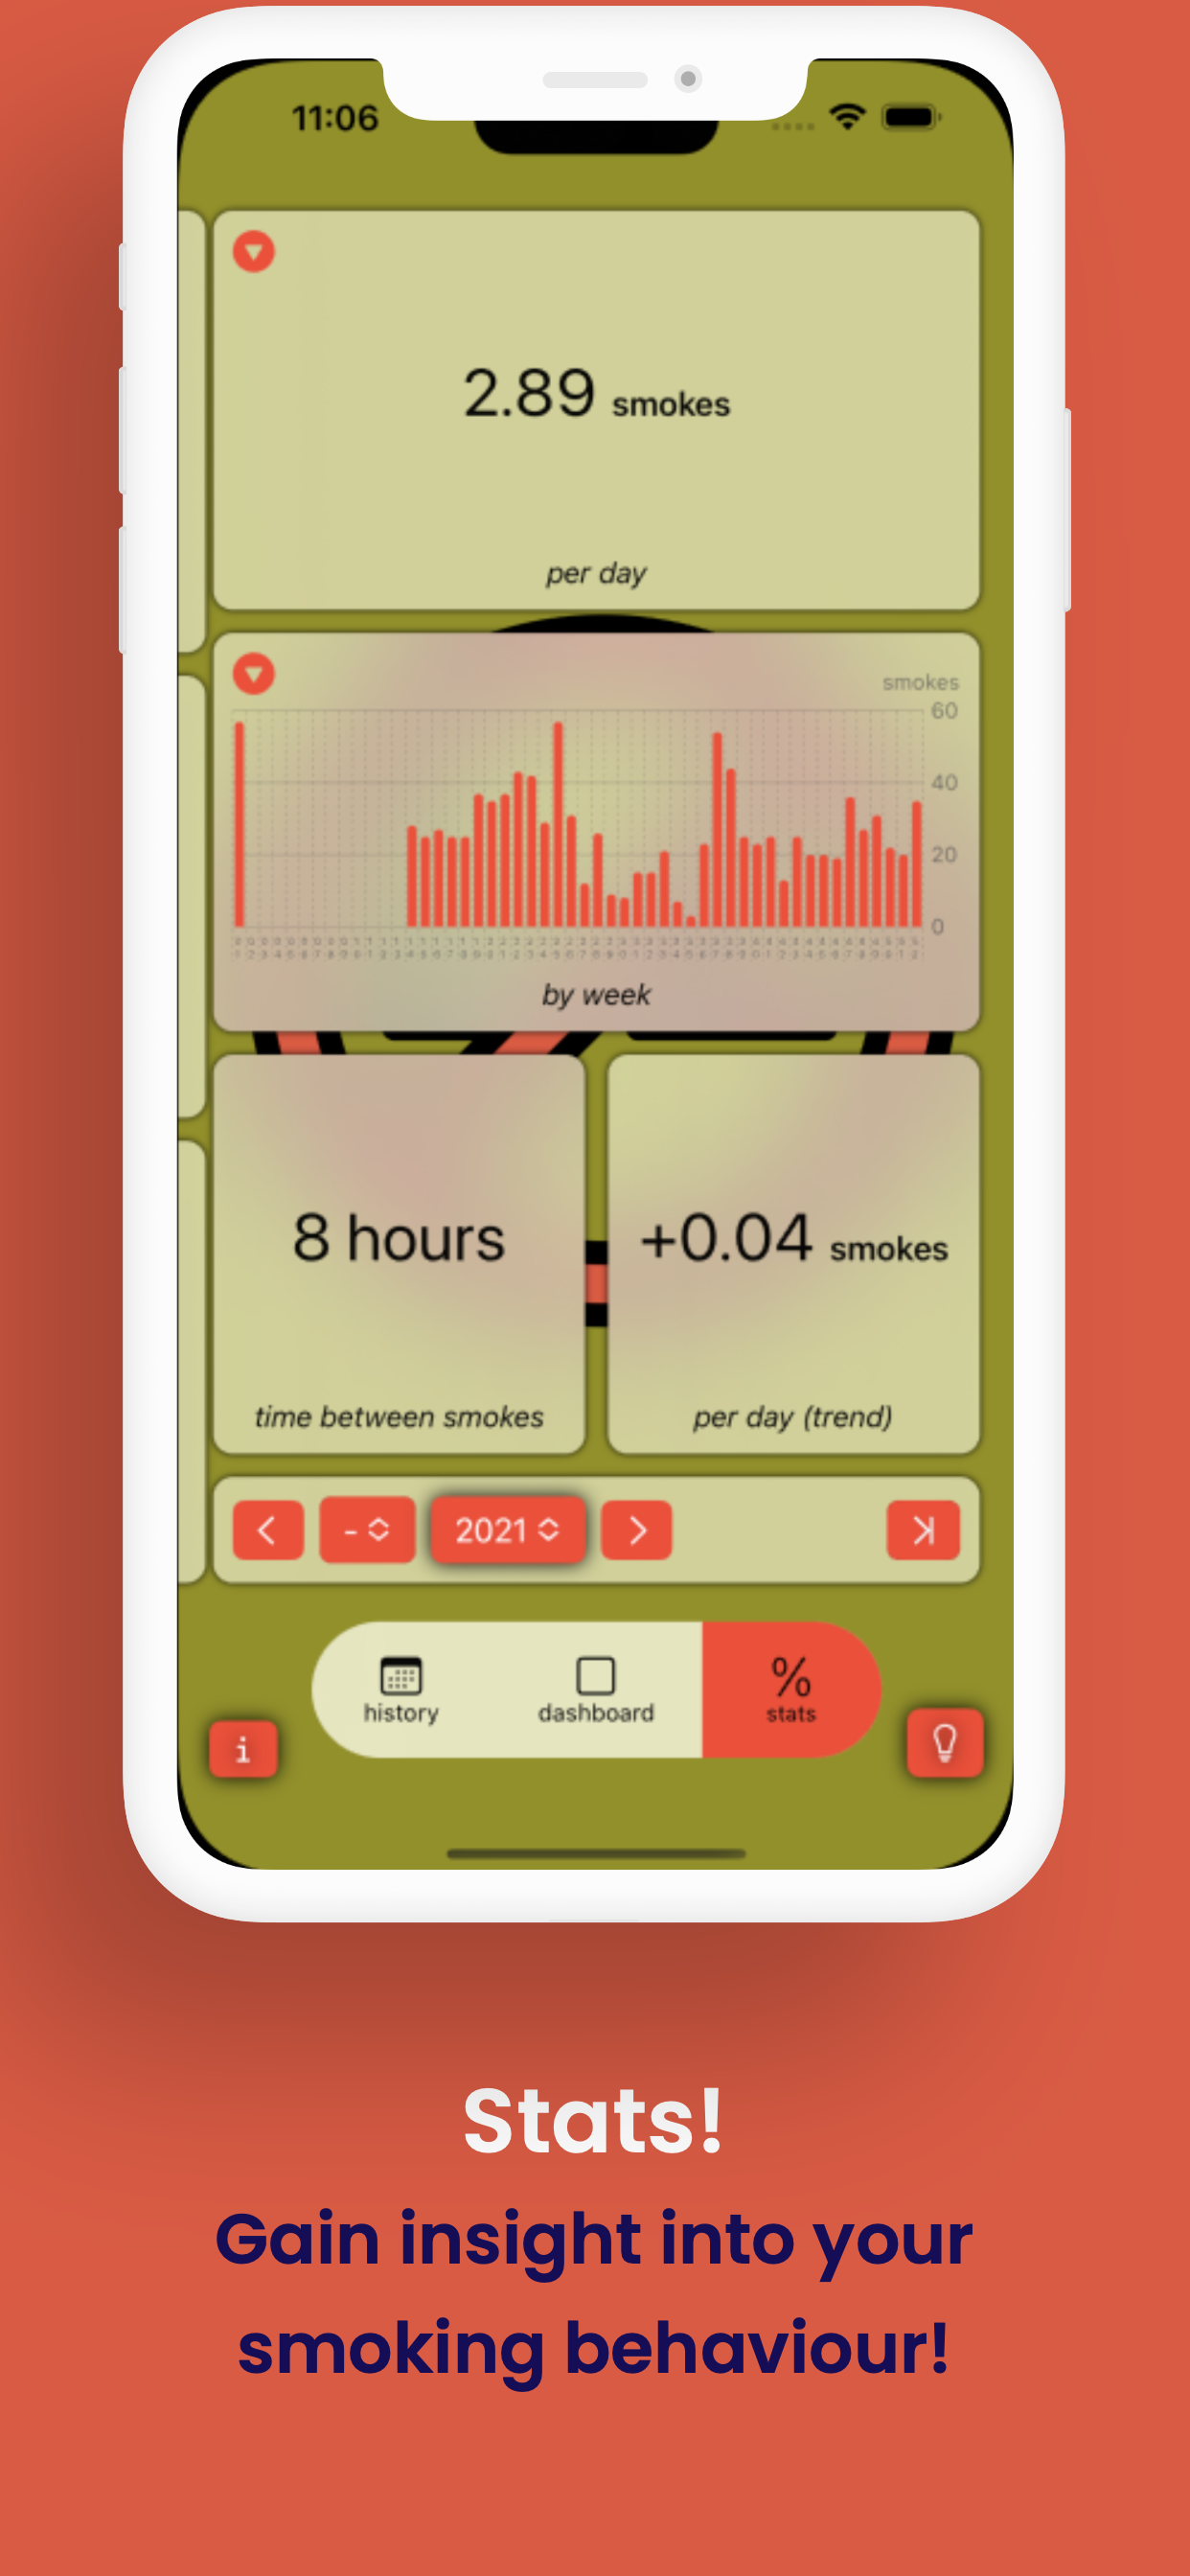 11:06
2.89 smokes
per day
smokes
60
40
20
0
by week
8 hours
time between smokes
+0.04 smokes
per day (trend)
-
2021
history
dashboard
%
stats
i
Stats!
Gain insight into your
smoking behaviour!